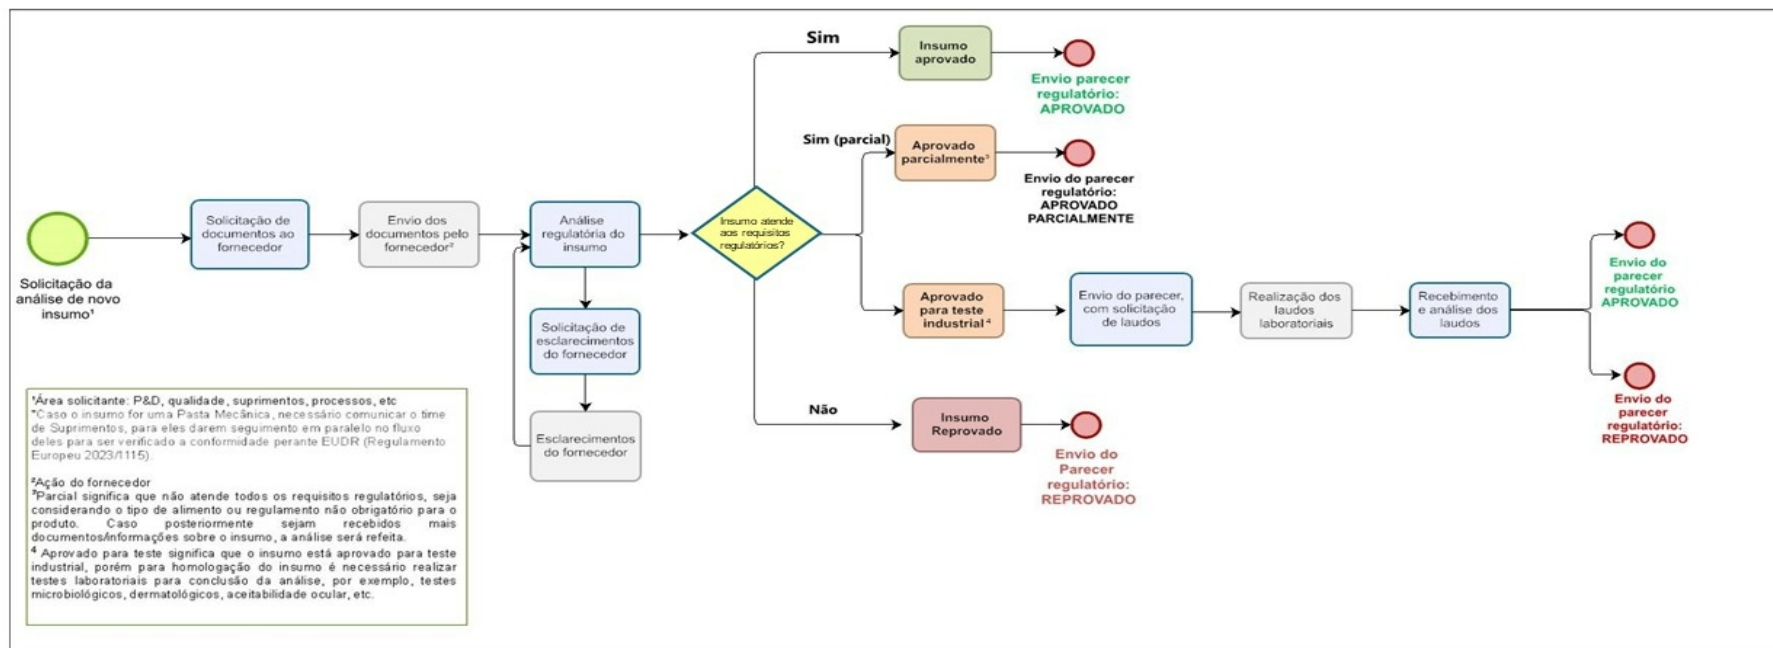 Solicitação da
análise de novo
insumo¹
Solicitação de
documentos ao
fornecedor
Envio dos
documentos pelo
fornecedor²
Análise
regulatória do
insumo
Solicitação de
esclarecimentos
do fornecedor
Esclarecimentos
do fornecedor
Insumo atende
aos requisitos
regulatórios?
Sim
Insumo
aprovado
Envio parecer
regulatório:
APROVADO
Sim (parcial)
Aprovado
parcialmente³
Envio do parecer
regulatório:
APROVADO
PARCIALMENTE
Aprovado
para teste
industrial⁴
Envio do parecer,
com solicitação
de laudos
Realização dos
laudos
laboratoriais
Recebimento
e análise dos
laudos
Envio do
parecer
regulatório
APROVADO
Envio do
parecer
regulatório:
REPROVADO
Não
Insumo
Reprovado
Envio do
Parecer
regulatório:
REPROVADO
¹Área solicitante: P&D, qualidade, suprimentos, processos, etc
"Caso o insumo for uma Pasta Mecânica, necessário comunicar o time
de Suprimentos, para eles darem seguimento em paralelo no fluxo
deles para ser verificado a conformidade perante EUDR (Regulamento
Europeu 2023/1115).
²Ação do fornecedor
³Parcial significa que não atende todos os requisitos regulatórios, seja
considerando o tipo de alimento ou regulamento não obrigatório para o
produto. Caso posteriormente sejam recebidos mais
documentos/informações sobre o insumo, a análise será refeita.
⁴ Aprovado para teste significa que o insumo está aprovado para teste
industrial, porém para homologação do insumo é necessário realizar
testes laboratoriais para conclusão da análise, por exemplo, testes
microbiológicos, dermatológicos, aceitabilidade ocular, etc.